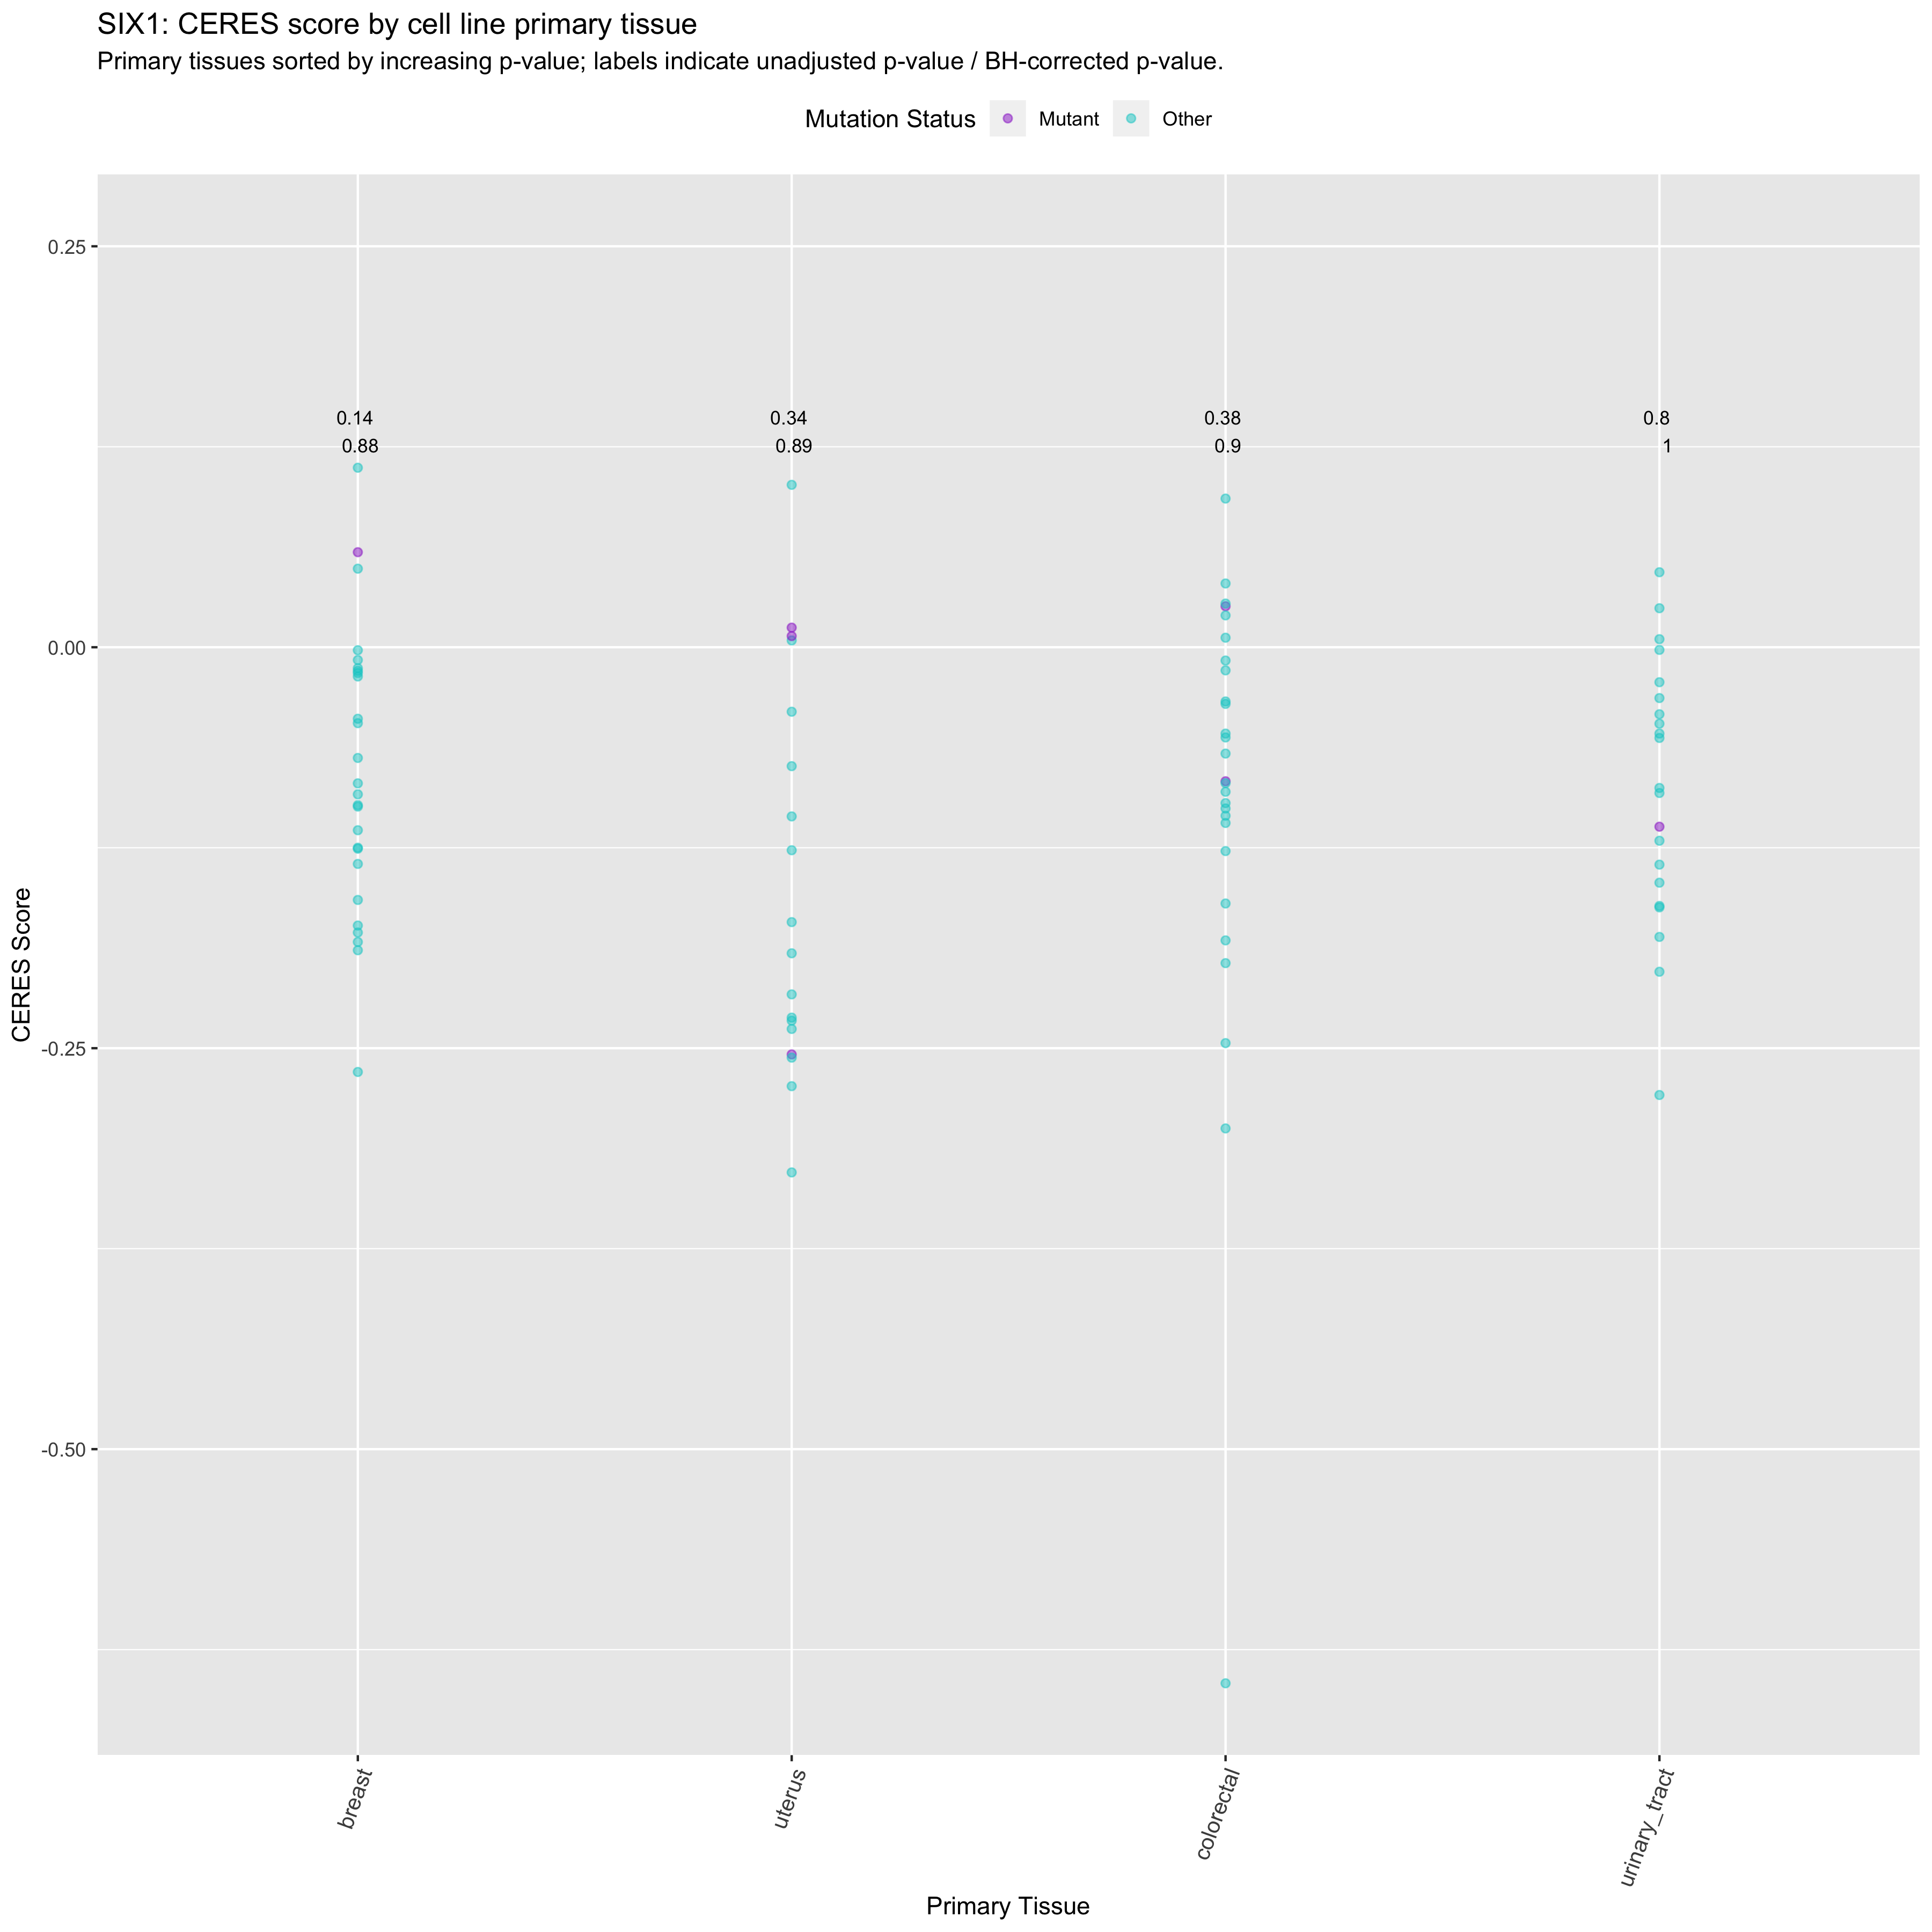 SIX1: CERES score by cell line primary tissue
Primary tissues sorted by increasing p-value; labels indicate unadjusted p-value / BH-corrected p-value.
Mutation Status Mutant Other
0.25
0.14 0.34 0.38 0.8
0.88 0.89 0.9 1
0.00
CERES Score
-0.25
-0.50
breast uterus colorectal urinary_tract
Primary Tissue